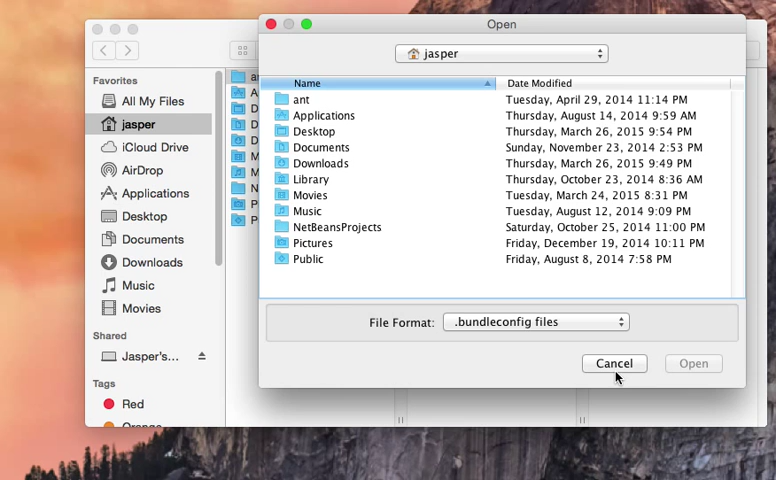 Open
jasper
Name Date Modified
ant Tuesday, April 29, 2014 11:14 PM
Applications Thursday, August 14, 2014 9:59 AM
Desktop Thursday, March 26, 2015 9:54 PM
Documents Sunday, November 23, 2014 2:53 PM
Downloads Thursday, March 26, 2015 9:49 PM
Library Thursday, October 23, 2014 8:36 AM
Movies Tuesday, March 24, 2015 8:31 PM
Music Tuesday, August 12, 2014 9:09 PM
NetBeansProjects Saturday, October 25, 2014 11:00 PM
Pictures Friday, December 19, 2014 10:11 PM
Public Friday, August 8, 2014 7:58 PM
File Format: .bundleconfig files
Cancel Open
Favorites
All My Files
jasper
iCloud Drive
AirDrop
Applications
Desktop
Documents
Downloads
Music
Movies
Shared
Jasper's...
Tags
Red